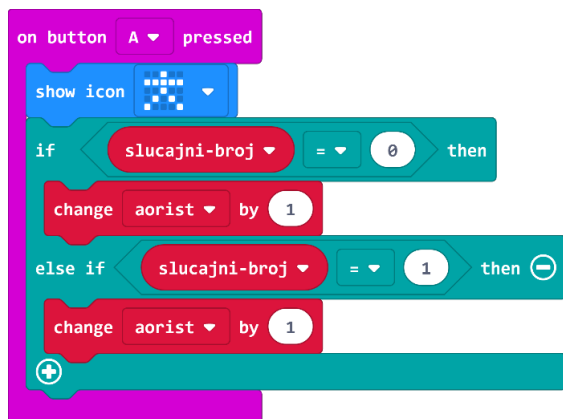 on button A pressed
show icon
if slucajni-broj = 0 then
change aorist by 1
else if slucajni-broj = 1 then
change aorist by 1